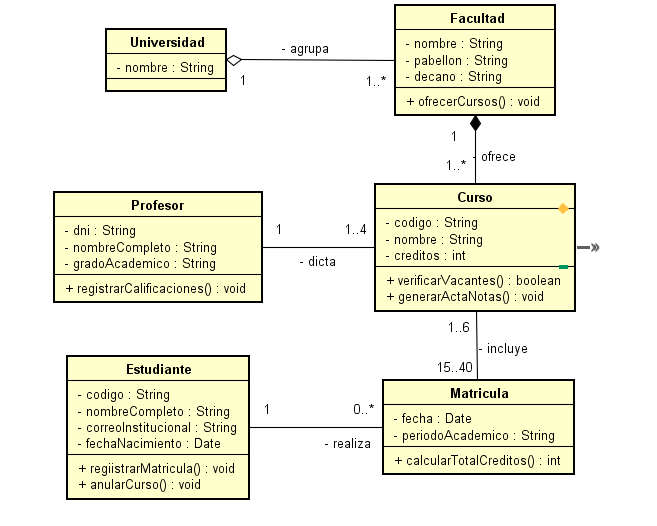 Universidad
- nombre : String
1
- agrupa
1..*
Facultad
- nombre : String
- pabellon : String
- decano : String
+ ofrecerCursos() : void
1
1..*
- ofrece
Profesor
- dni : String
- nombreCompleto : String
- gradoAcademico : String
+ registrarCalificaciones() : void
1
1..4
- dicta
Curso
- codigo : String
- nombre : String
- creditos : int
+ verificarVacantes() : boolean
+ generarActaNotas() : void
1..6
- incluye
15..40
Estudiante
- codigo : String
- nombreCompleto : String
- correoInstitucional : String
- fechaNacimiento : Date
+ regiistrarMatricula() : void
+ anularCurso() : void
1
0..*
- realiza
Matricula
- fecha : Date
- periodoAcademico : String
+ calcularTotalCreditos() : int